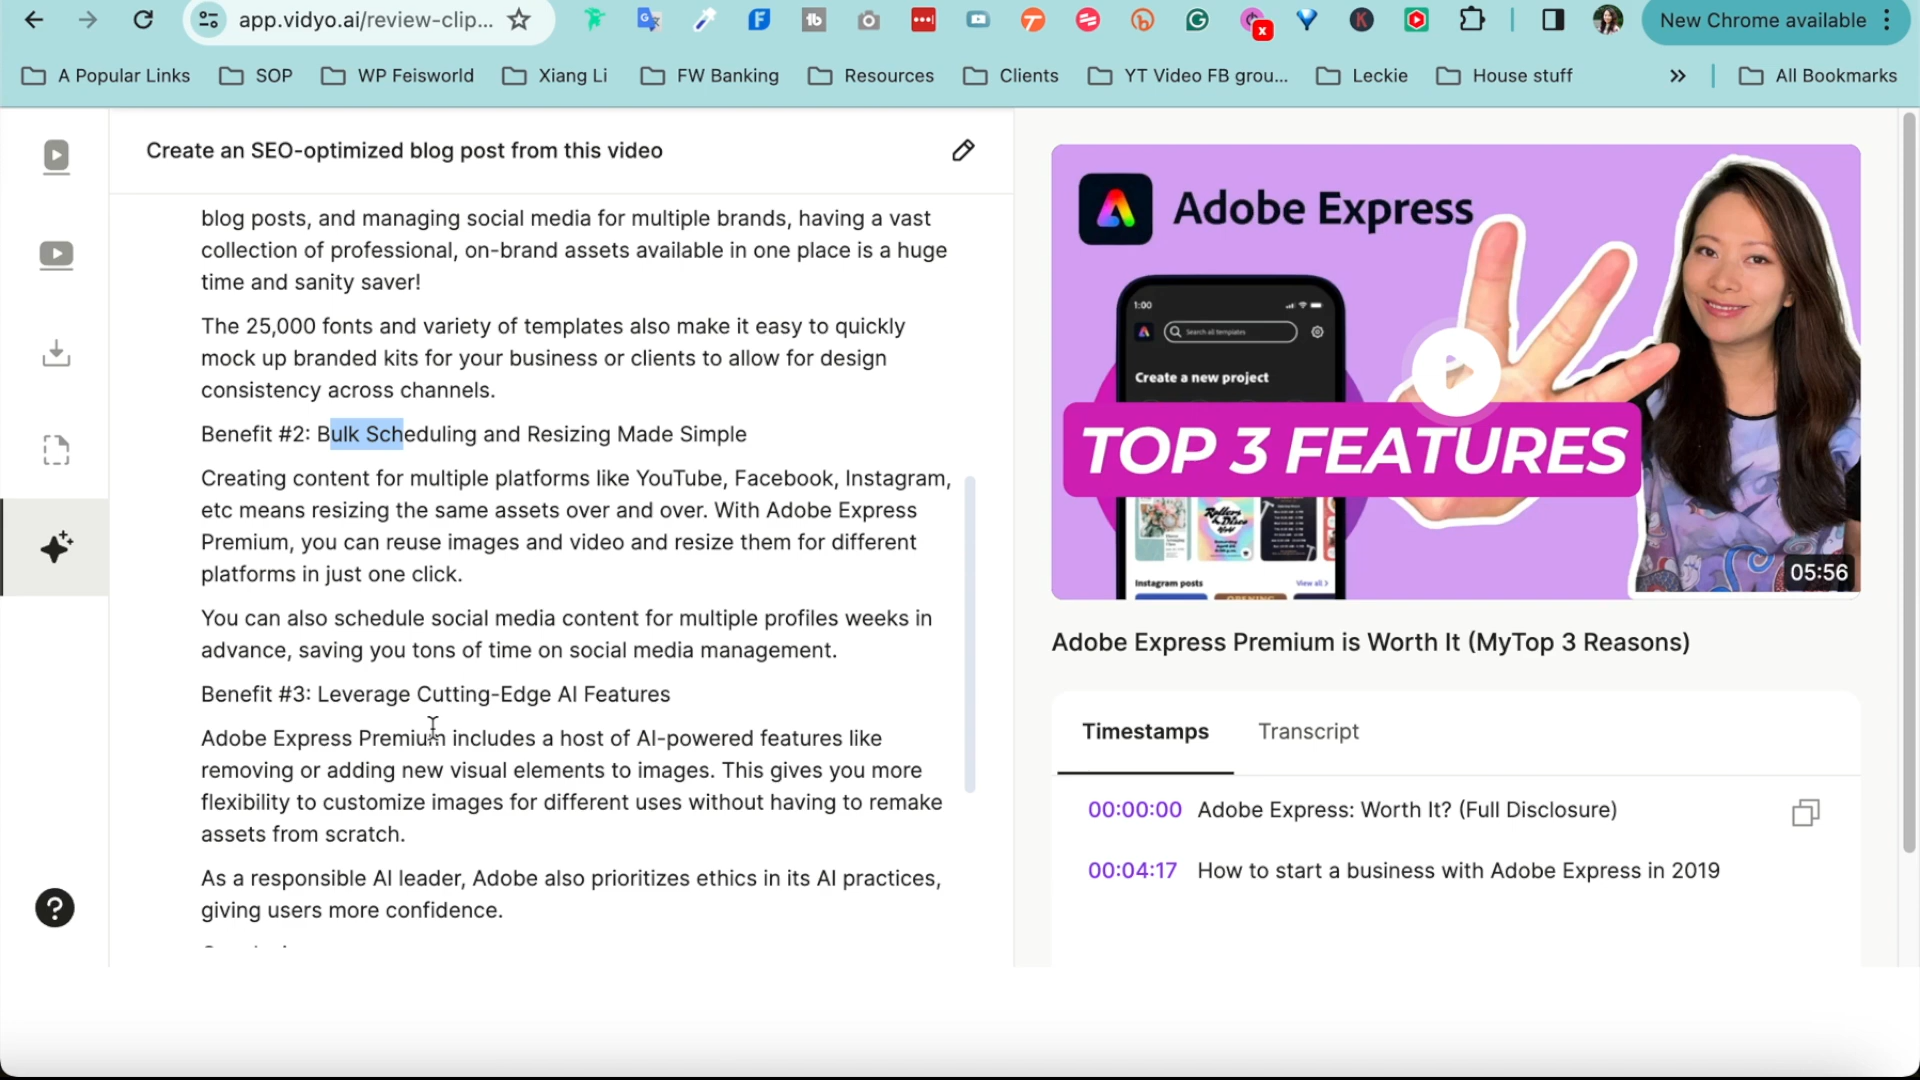 app.vidyo.ai/review-clip...
New Chrome available
A Popular Links
SOP
WP Feisworld
Xiang Li
FW Banking
Resources
Clients
YT Video FB grou...
Leckie
House stuff
All Bookmarks
Create an SEO-optimized blog post from this video
blog posts, and managing social media for multiple brands, having a vast
collection of professional, on-brand assets available in one place is a huge
time and sanity saver!
The 25,000 fonts and variety of templates also make it easy to quickly
mock up branded kits for your business or clients to allow for design
consistency across channels.
Benefit #2: Bulk Scheduling and Resizing Made Simple
Creating content for multiple platforms like YouTube, Facebook, Instagram,
etc means resizing the same assets over and over. With Adobe Express
Premium, you can reuse images and video and resize them for different
platforms in just one click.
You can also schedule social media content for multiple profiles weeks in
advance, saving you tons of time on social media management.
Benefit #3: Leverage Cutting-Edge AI Features
Adobe Express Premium includes a host of AI-powered features like
removing or adding new visual elements to images. This gives you more
flexibility to customize images for different uses without having to remake
assets from scratch.
As a responsible AI leader, Adobe also prioritizes ethics in its AI practices,
giving users more confidence.
Adobe Express
1:00
Search all templates
Create a new project
TOP 3 FEATURES
Instagram posts
View all >
OPENING
05:56
Adobe Express Premium is Worth It (MyTop 3 Reasons)
Timestamps
Transcript
00:00:00 Adobe Express: Worth It? (Full Disclosure)
00:04:17 How to start a business with Adobe Express in 2019